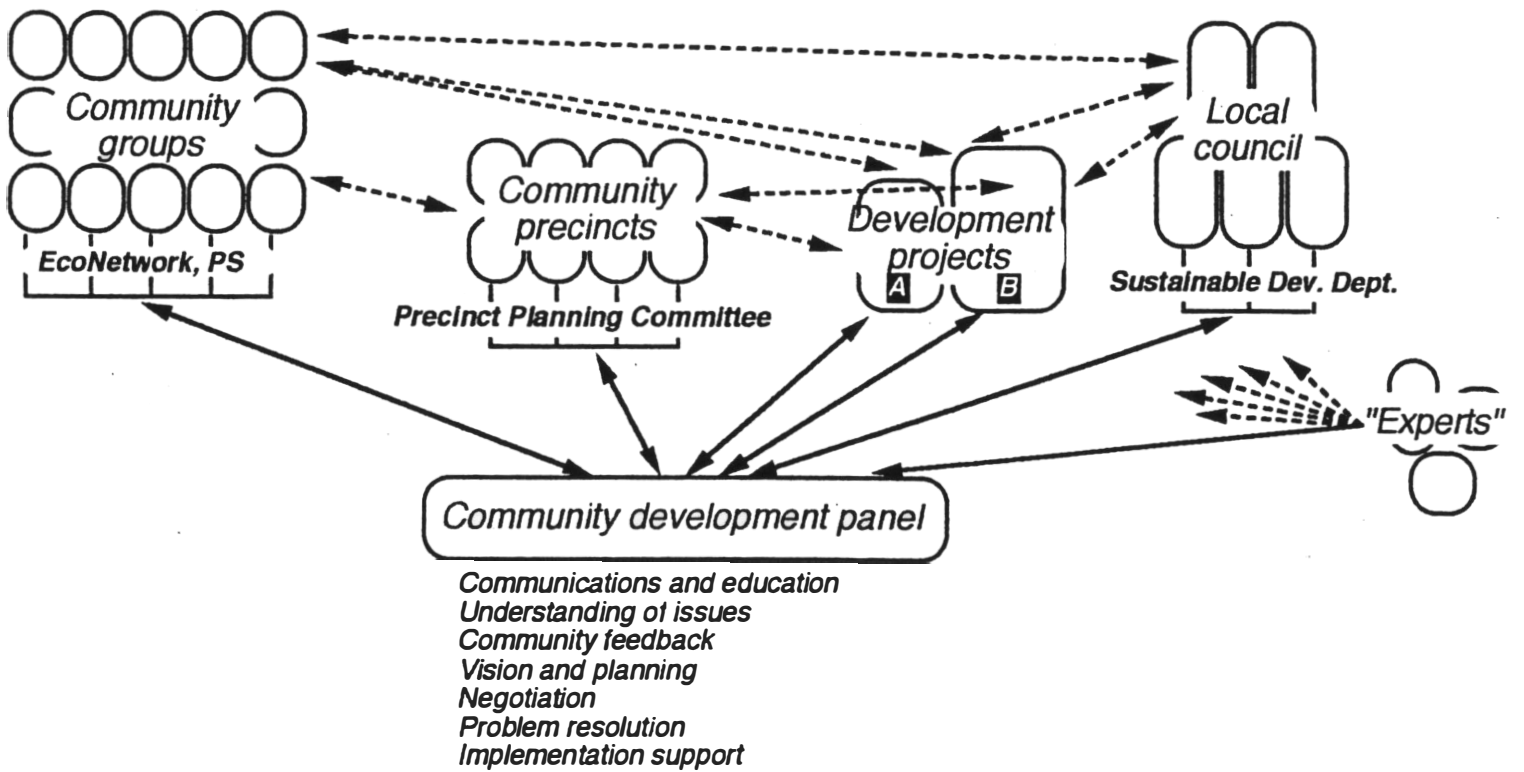 Community
groups
EcoNetwork, PS
Community
precincts
Precinct Planning Committee
Development
projects
A
B
Local
council
Sustainable Dev. Dept.
"Experts"
Community development panel
Communications and education
Understanding of issues
Community feedback
Vision and planning
Negotiation
Problem resolution
Implementation support